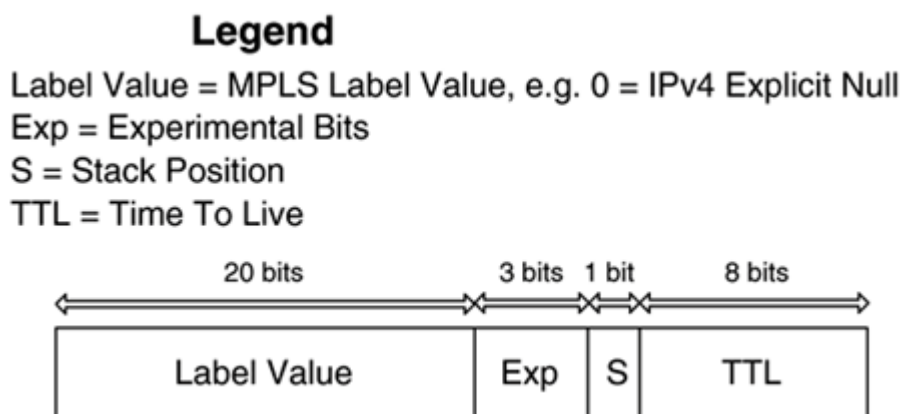 Legend
Label Value = MPLS Label Value, e.g. 0 = IPv4 Explicit Null
Exp = Experimental Bits
S = Stack Position
TTL = Time To Live
20 bits 3 bits 1 bit 8 bits
Label Value Exp S TTL